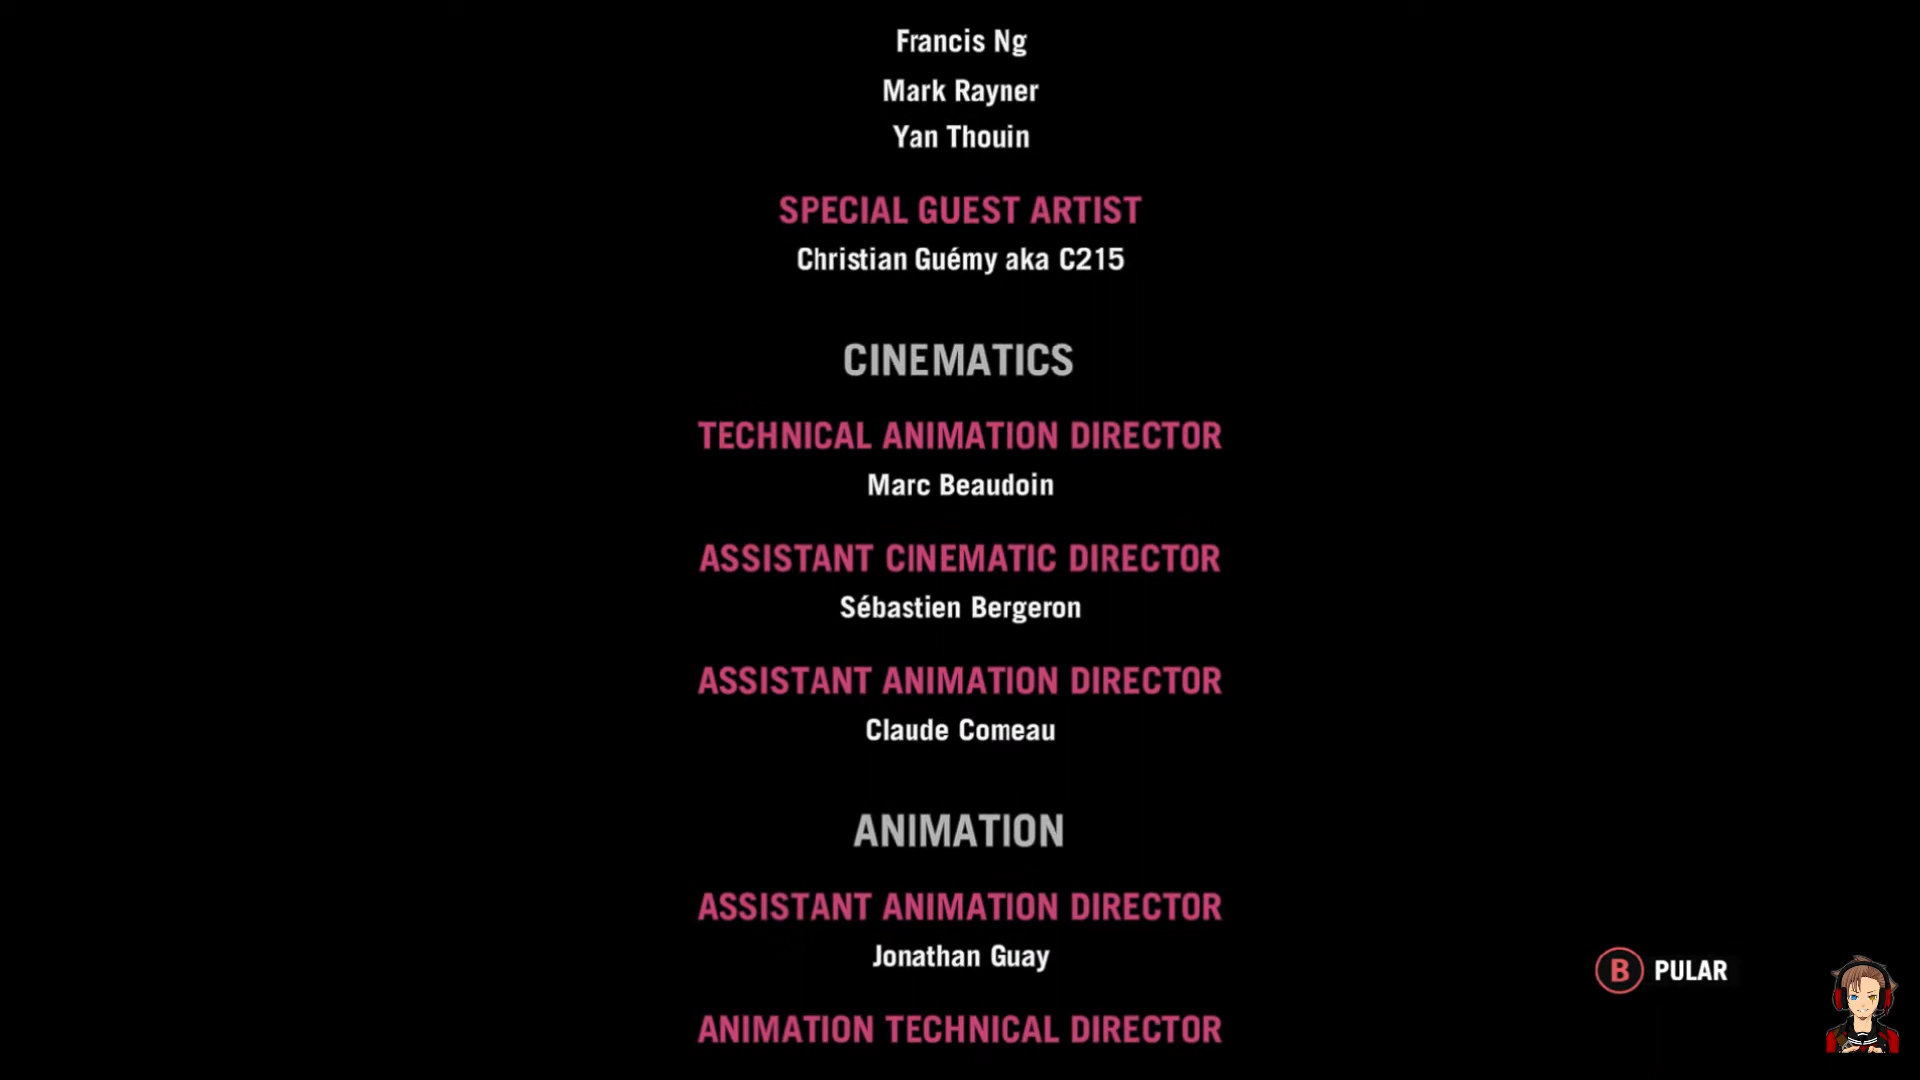 Francis Ng
Mark Rayner
Yan Thouin
SPECIAL GUEST ARTIST
Christian Guémy aka C215
CINEMATICS
TECHNICAL ANIMATION DIRECTOR
Marc Beaudoin
ASSISTANT CINEMATIC DIRECTOR
Sébastien Bergeron
ASSISTANT ANIMATION DIRECTOR
Claude Comeau
ANIMATION
ASSISTANT ANIMATION DIRECTOR
Jonathan Guay
B PULAR
ANIMATION TECHNICAL DIRECTOR